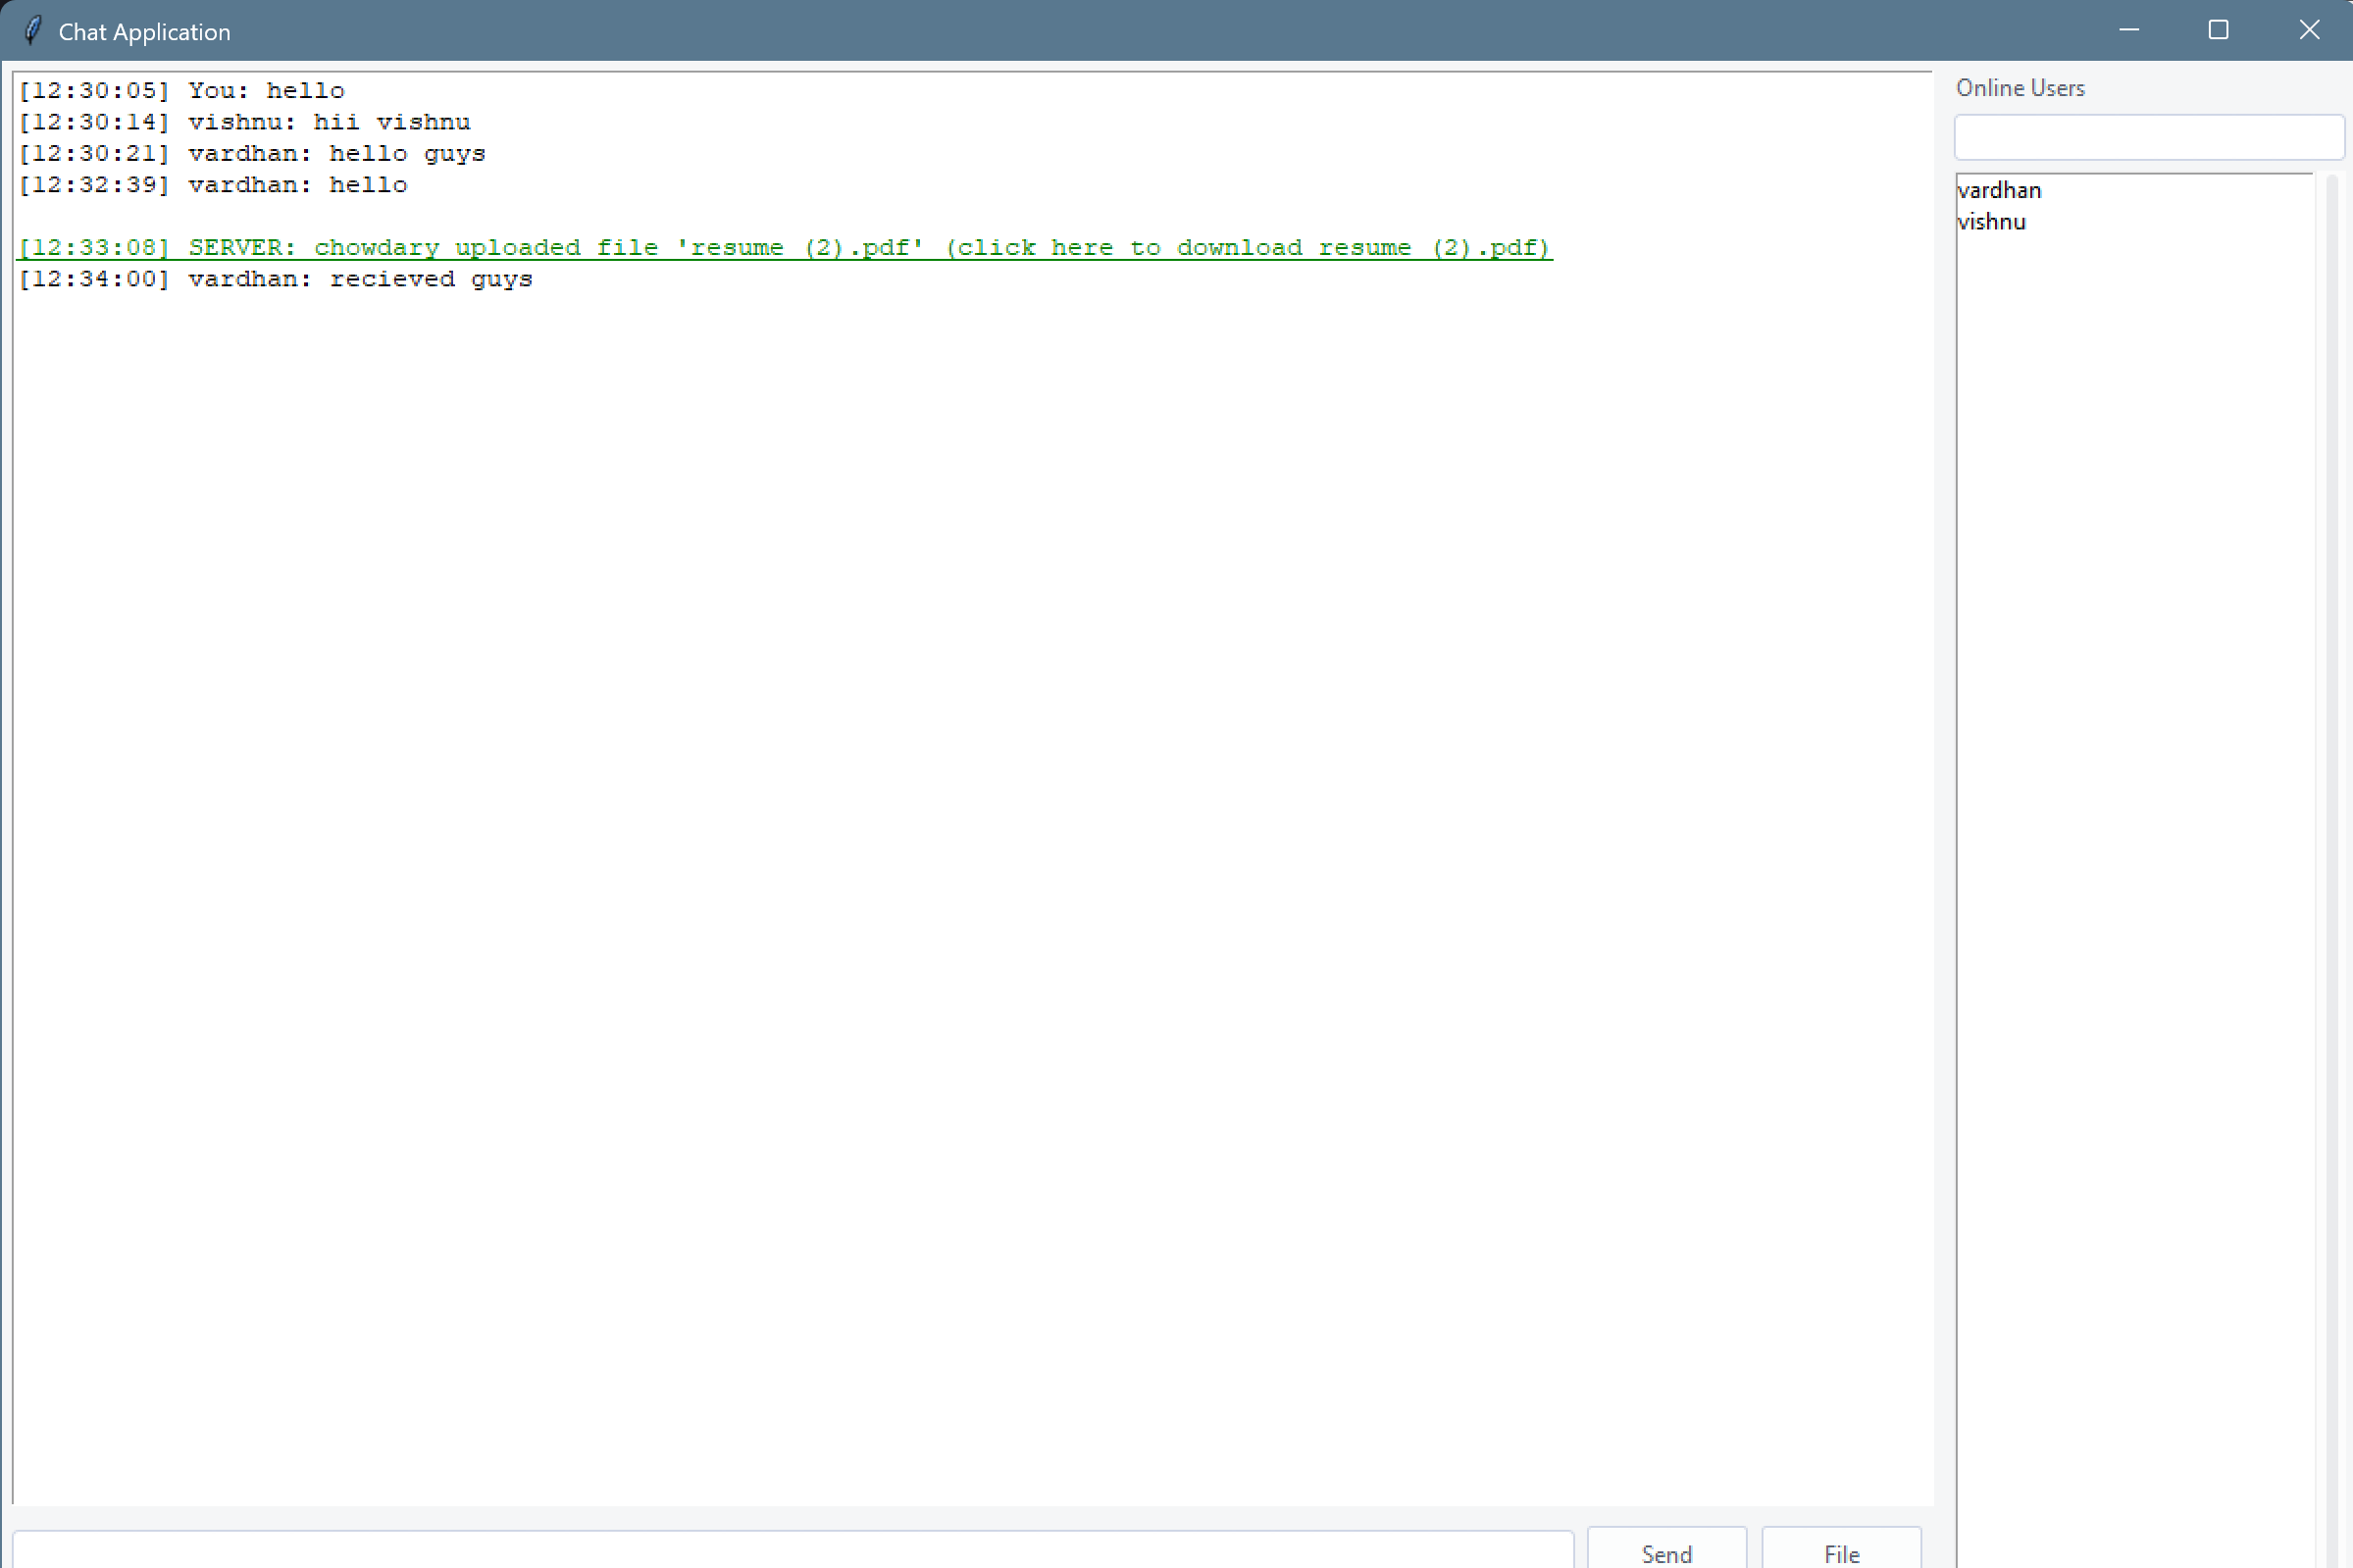 Chat Application
[12:30:05] You: hello
[12:30:14] vishnu: hii vishnu
[12:30:21] vardhan: hello guys
[12:32:39] vardhan: hello
[12:33:08] SERVER: chowdary uploaded file 'resume (2).pdf' (click here to download resume (2).pdf)
[12:34:00] vardhan: recieved guys
Online Users
vardhan
vishnu
Send
File